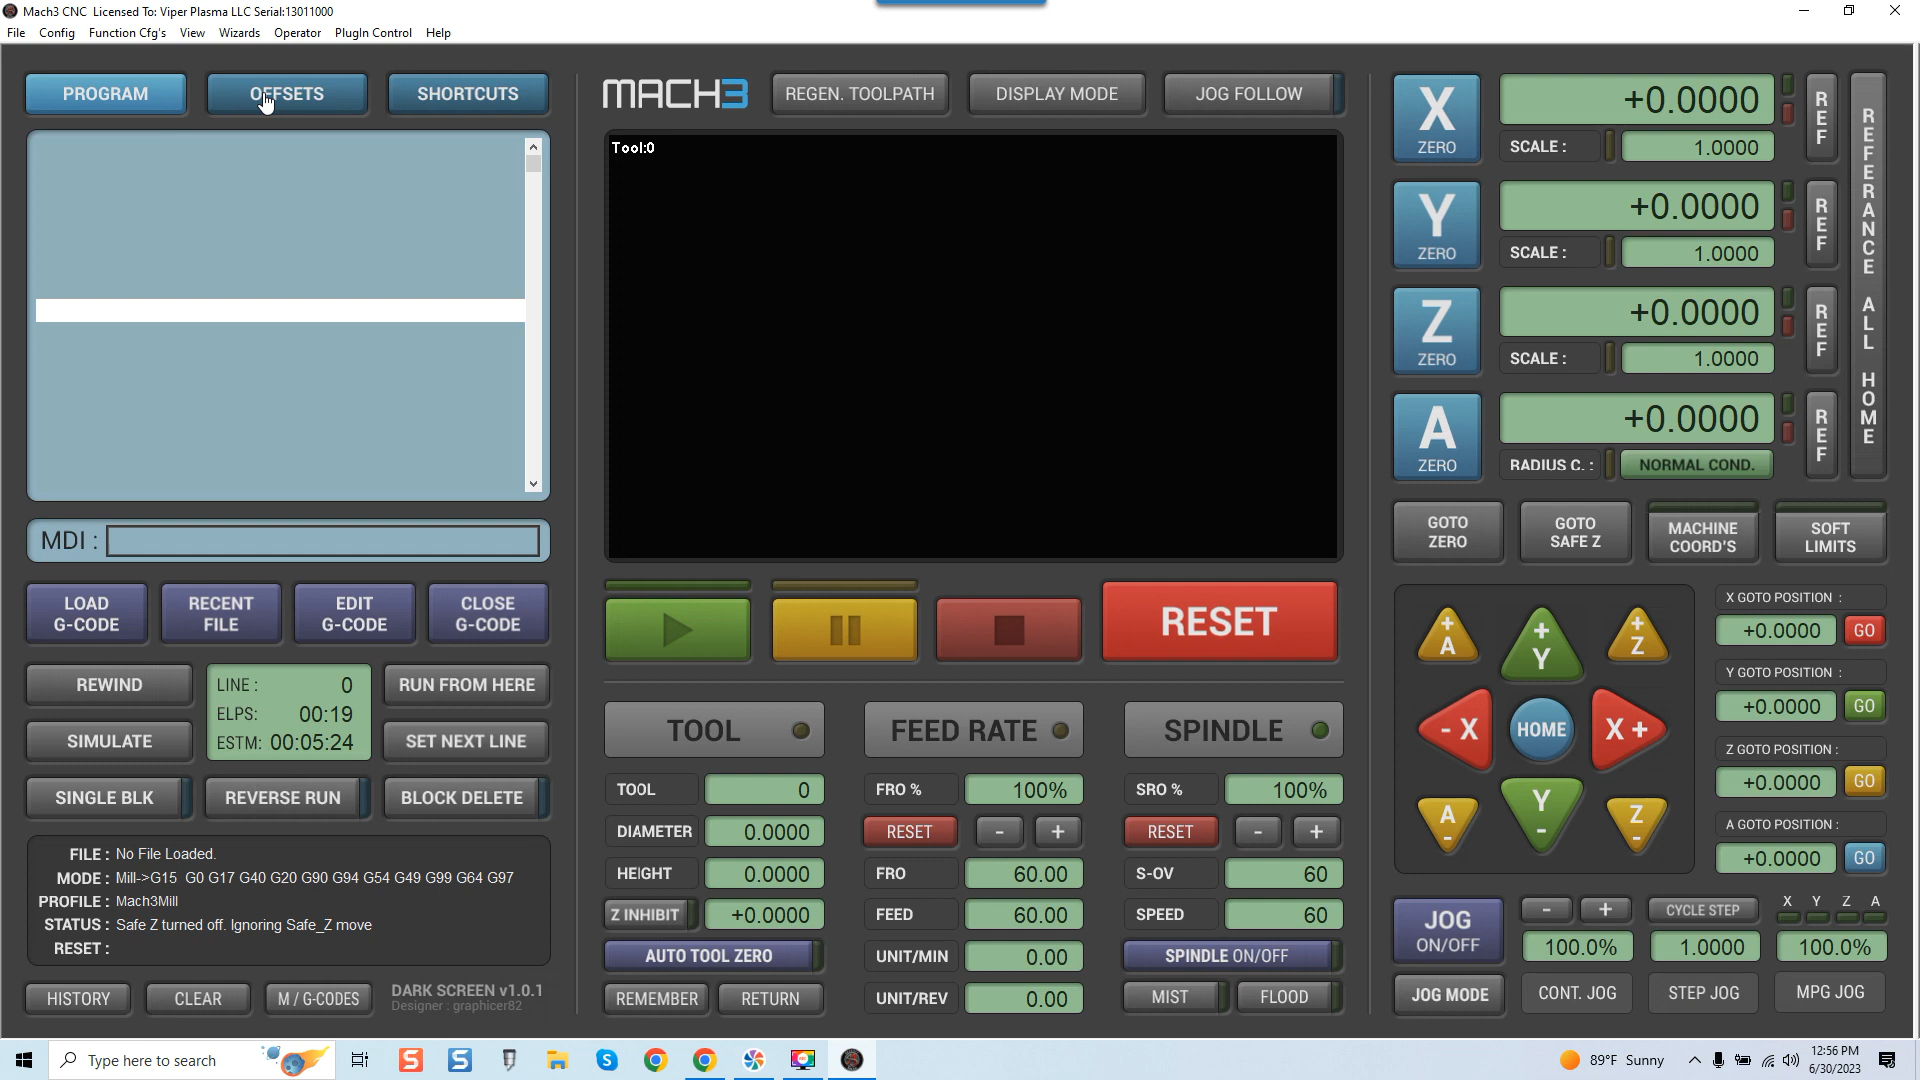 Mach3 CNC Licensed To: Viper Plasma LLC Serial:13011000
File Config Function Cfg's View Wizards Operator PlugIn Control Help
PROGRAM OFFSETS SHORTCUTS
MDI :
LOAD G-CODE
RECENT FILE
EDIT G-CODE
CLOSE G-CODE
REWIND
LINE : 0
RUN FROM HERE
ELPS: 00:19
SIMULATE
ESTM: 00:05:24
SET NEXT LINE
SINGLE BLK REVERSE RUN BLOCK DELETE
FILE : No File Loaded.
MODE : Mill->G15 G0 G17 G40 G20 G90 G94 G54 G49 G99 G64 G97
PROFILE : Mach3Mill
STATUS : Safe Z turned off. Ignoring Safe_Z move
RESET :
HISTORY CLEAR M / G-CODES
DARK SCREEN v1.0.1
Designer : graphicer82
MACH3 REGEN. TOOLPATH DISPLAY MODE JOG FOLLOW
Tool:0
RESET
TOOL
TOOL 0
DIAMETER 0.0000
HEIGHT 0.0000
Z INHIBIT +0.0000
AUTO TOOL ZERO
REMEMBER RETURN
FEED RATE
FRO % 100%
RESET - +
FRO 60.00
FEED 60.00
UNIT/MIN 0.00
UNIT/REV 0.00
SPINDLE
SRO % 100%
RESET - +
S-OV 60
SPEED 60
SPINDLE ON/OFF
MIST FLOOD
X ZERO +0.0000 REF
SCALE : 1.0000
Y ZERO +0.0000 REF
SCALE : 1.0000
Z ZERO +0.0000 REF
SCALE : 1.0000
A ZERO +0.0000 REF
RADIUS C. : NORMAL COND.
REFERANCE ALL HOME
GOTO ZERO
GOTO SAFE Z
MACHINE COORD'S
SOFT LIMITS
+ A
+ Y
+ Z
- X
HOME
X +
A -
Y -
Z -
X GOTO POSITION :
+0.0000 GO
Y GOTO POSITION :
+0.0000 GO
Z GOTO POSITION :
+0.0000 GO
A GOTO POSITION :
+0.0000 GO
JOG ON/OFF
- +
CYCLE STEP
X Y Z A
100.0% 1.0000 100.0%
JOG MODE CONT. JOG STEP JOG MPG JOG
Type here to search
89°F Sunny
12:56 PM
6/30/2023